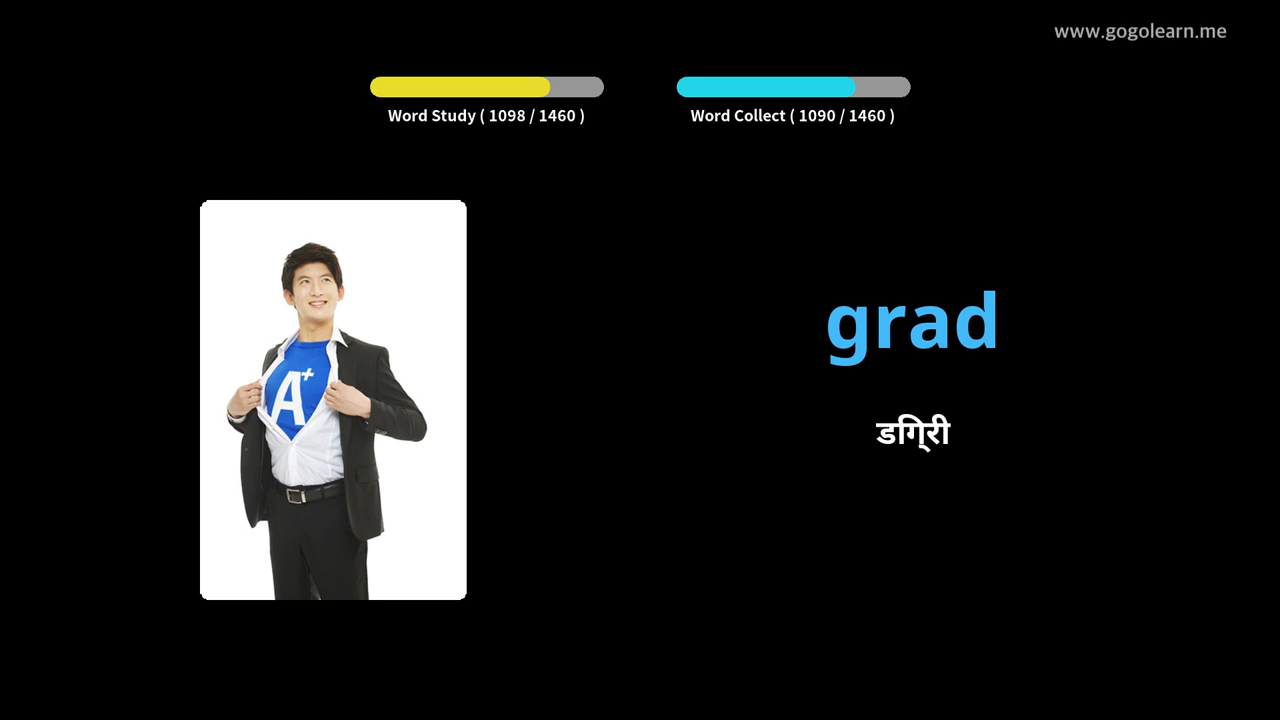 www.gogolearn.me
Word Study ( 1098 / 1460 )
Word Collect ( 1090 / 1460 )
A+
grad
डिग्री